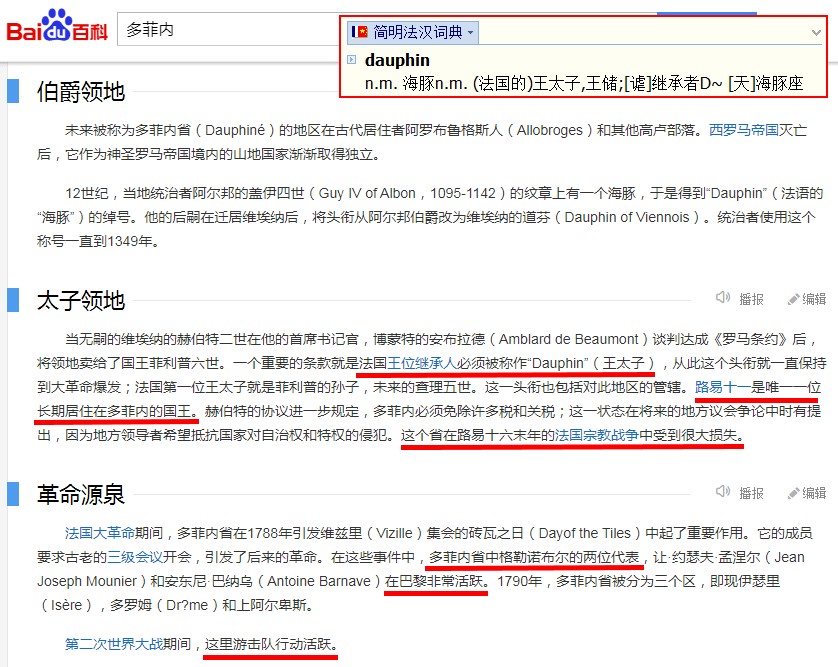 Bai du 百科
多菲内
简明法汉词典
dauphin
n.m. 海豚n.m. (法国的)王太子,王储;[谑]继承者D~ [天]海豚座
伯爵领地
未来被称为多菲内省（Dauphiné）的地区在古代居住者阿罗布鲁格斯人（Allobroges）和其他高卢部落。西罗马帝国灭亡
后，它作为神圣罗马帝国境内的山地国家渐渐取得独立。
12世纪，当地统治者阿尔邦的盖伊四世（Guy IV of Albon，1095-1142）的纹章上有一个海豚，于是得到“Dauphin”（法语的
“海豚”）的绰号。他的后嗣在迁居维埃纳后，将头衔从阿尔邦伯爵改为维埃纳的道芬（Dauphin of Viennois）。统治者使用这个
称号一直到1349年。
太子领地
播报 编辑
当无嗣的维埃纳的赫伯特二世在他的首席书记官，博蒙特的安布拉德（Amblard de Beaumont）谈判达成《罗马条约》后，
将领地卖给了国王菲利普六世。一个重要的条款就是法国王位继承人必须被称作“Dauphin”（王太子），从此这个头衔就一直保持
到大革命爆发；法国第一位王太子就是菲利普的孙子，未来的查理五世。这一头衔也包括对此地区的管辖。路易十一是唯一一位
长期居住在多菲内的国王。赫伯特的协议进一步规定，多菲内必须免除许多税和关税；这一状态在将来的地方议会争论中时有提
出，因为地方领导者希望抵抗国家对自治权和特权的侵犯。这个省在路易十六末年的法国宗教战争中受到很大损失。
革命源泉
播报 编辑
法国大革命期间，多菲内省在1788年引发维兹里（Vizille）集会的砖瓦之日（Dayof the Tiles）中起了重要作用。它的成员
要求古老的三级会议开会，引发了后来的革命。在这些事件中，多菲内省中格勒诺布尔的两位代表，让·约瑟夫·孟涅尔（Jean
Joseph Mounier）和安东尼·巴纳乌（Antoine Barnave）在巴黎非常活跃。1790年，多菲内省被分为三个区，即现伊瑟里
（Isère），多罗姆（Dr?me）和上阿尔卑斯。
第二次世界大战期间，这里游击队行动活跃。